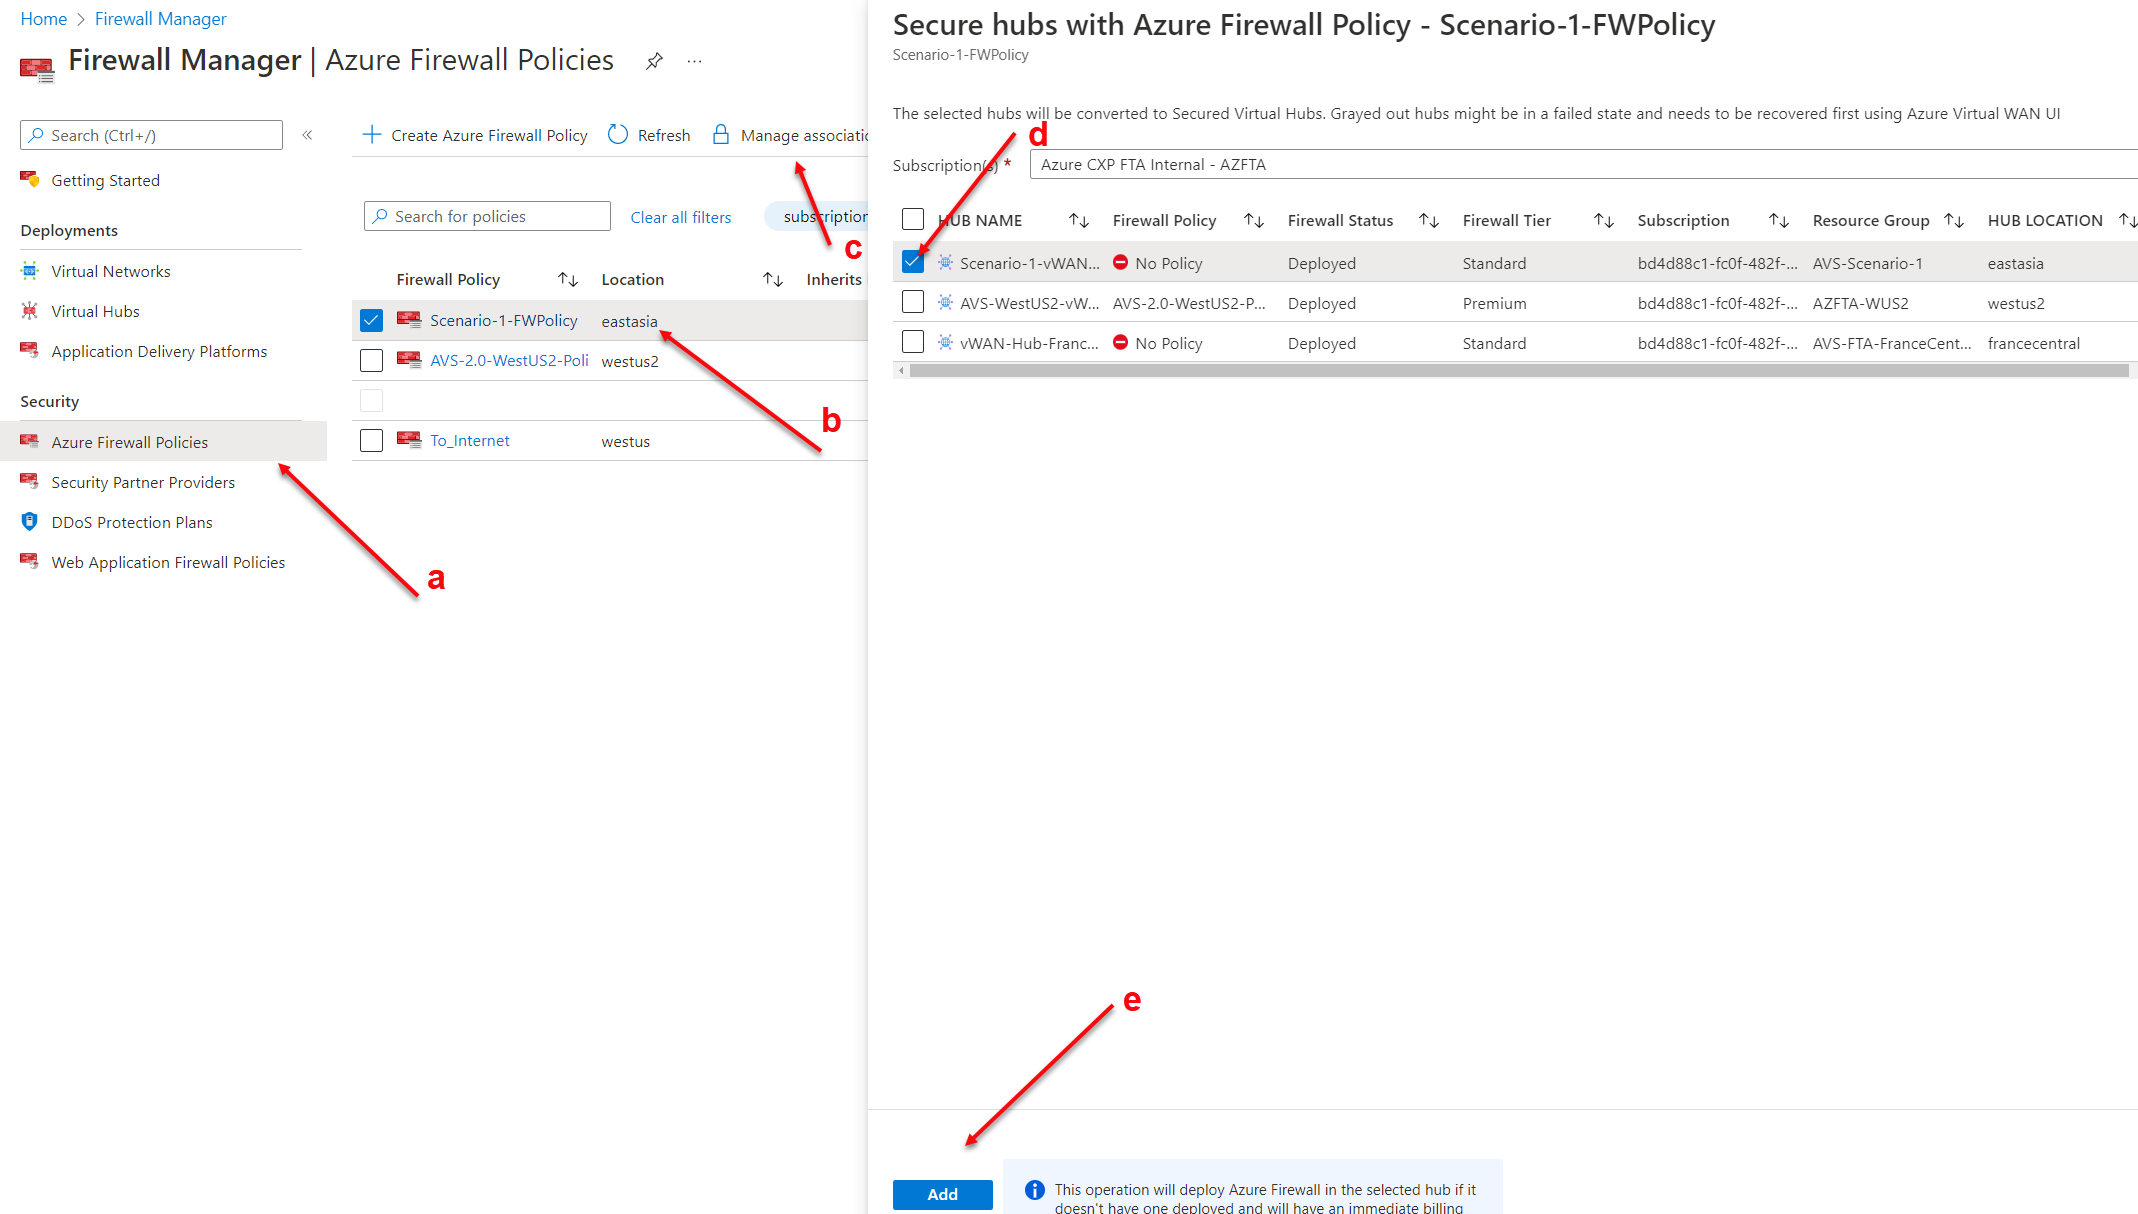 Home > Firewall Manager
Firewall Manager | Azure Firewall Policies
...
Search (Ctrl+/)
«
Getting Started
Deployments
Virtual Networks
Virtual Hubs
Application Delivery Platforms
Security
Azure Firewall Policies
Security Partner Providers
DDoS Protection Plans
Web Application Firewall Policies
a
+ Create Azure Firewall Policy Refresh Manage associatio
Search for policies Clear all filters subscription
c
Firewall Policy ↑↓ Location ↑↓ Inherits
Scenario-1-FWPolicy eastasia
AVS-2.0-WestUS2-Poli westus2
To_Internet westus
b
Secure hubs with Azure Firewall Policy - Scenario-1-FWPolicy
Scenario-1-FWPolicy
The selected hubs will be converted to Secured Virtual Hubs. Grayed out hubs might be in a failed state and needs to be recovered first using Azure Virtual WAN UI
d
Subscription(s) * Azure CXP FTA Internal - AZFTA
HUB NAME ↑↓ Firewall Policy ↑↓ Firewall Status ↑↓ Firewall Tier ↑↓ Subscription ↑↓ Resource Group ↑↓ HUB LOCATION ↑↓
Scenario-1-vWAN... No Policy Deployed Standard bd4d88c1-fc0f-482f-... AVS-Scenario-1 eastasia
AVS-WestUS2-vW... AVS-2.0-WestUS2-P... Deployed Premium bd4d88c1-fc0f-482f-... AZFTA-WUS2 westus2
vWAN-Hub-Franc... No Policy Deployed Standard bd4d88c1-fc0f-482f-... AVS-FTA-FranceCent... francecentral
e
Add
This operation will deploy Azure Firewall in the selected hub if it
doesn't have one deployed and will have an immediate billing